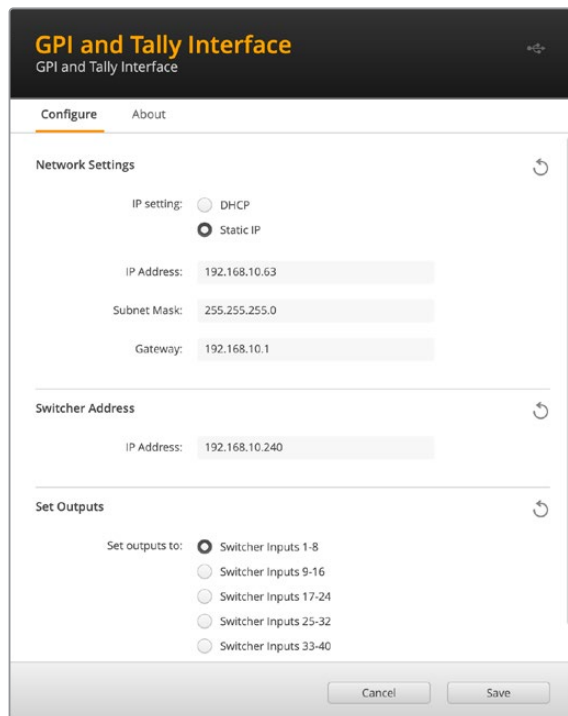 GPI and Tally Interface
GPI and Tally Interface
Configure About
Network Settings
IP setting: DHCP
Static IP
IP Address: 192.168.10.63
Subnet Mask: 255.255.255.0
Gateway: 192.168.10.1
Switcher Address
IP Address: 192.168.10.240
Set Outputs
Set outputs to: Switcher Inputs 1-8
Switcher Inputs 9-16
Switcher Inputs 17-24
Switcher Inputs 25-32
Switcher Inputs 33-40
Cancel Save